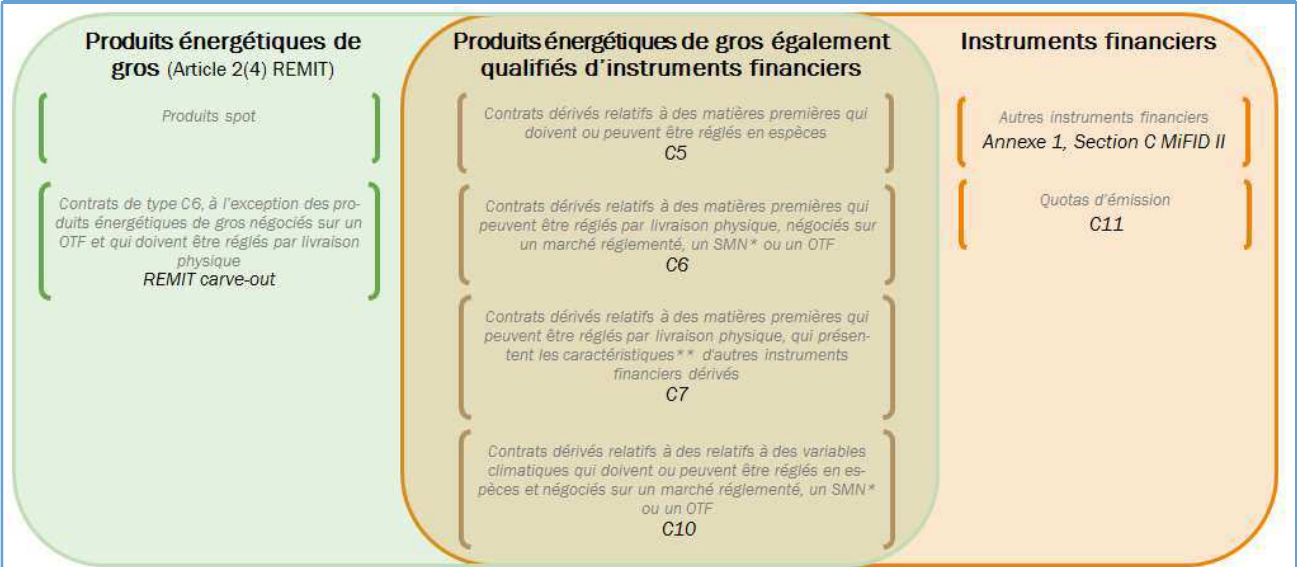 Produits énergétiques de
gros (Article 2(4) REMIT)
Produits spot
Contrats de type C6, à l'exception des pro-
duits énergétiques de gros négociés sur un
OTF et qui doivent être réglés par livraison
physique
REMIT carve-out
Produits énergétiques de gros également
qualifiés d'instruments financiers
Contrats dérivés relatifs à des matières premières qui
doivent ou peuvent être réglés en espèces
C5
Contrats dérivés relatifs à des matières premières qui
peuvent être réglés par livraison physique, négociés sur
un marché réglementé, un SMN* ou un OTF
C6
Contrats dérivés relatifs à des matières premières qui
peuvent être réglés par livraison physique, qui présen-
tent les caractéristiques** d'autres instruments
financiers dérivés
C7
Contrats dérivés relatifs à des relatifs à des variables
climatiques qui doivent ou peuvent être réglés en es-
pèces et négociés sur un marché réglementé, un SMN*
ou un OTF
C10
Instruments financiers
Autres instruments financiers
Annexe 1, Section C MiFID II
Quotas d'émission
C11